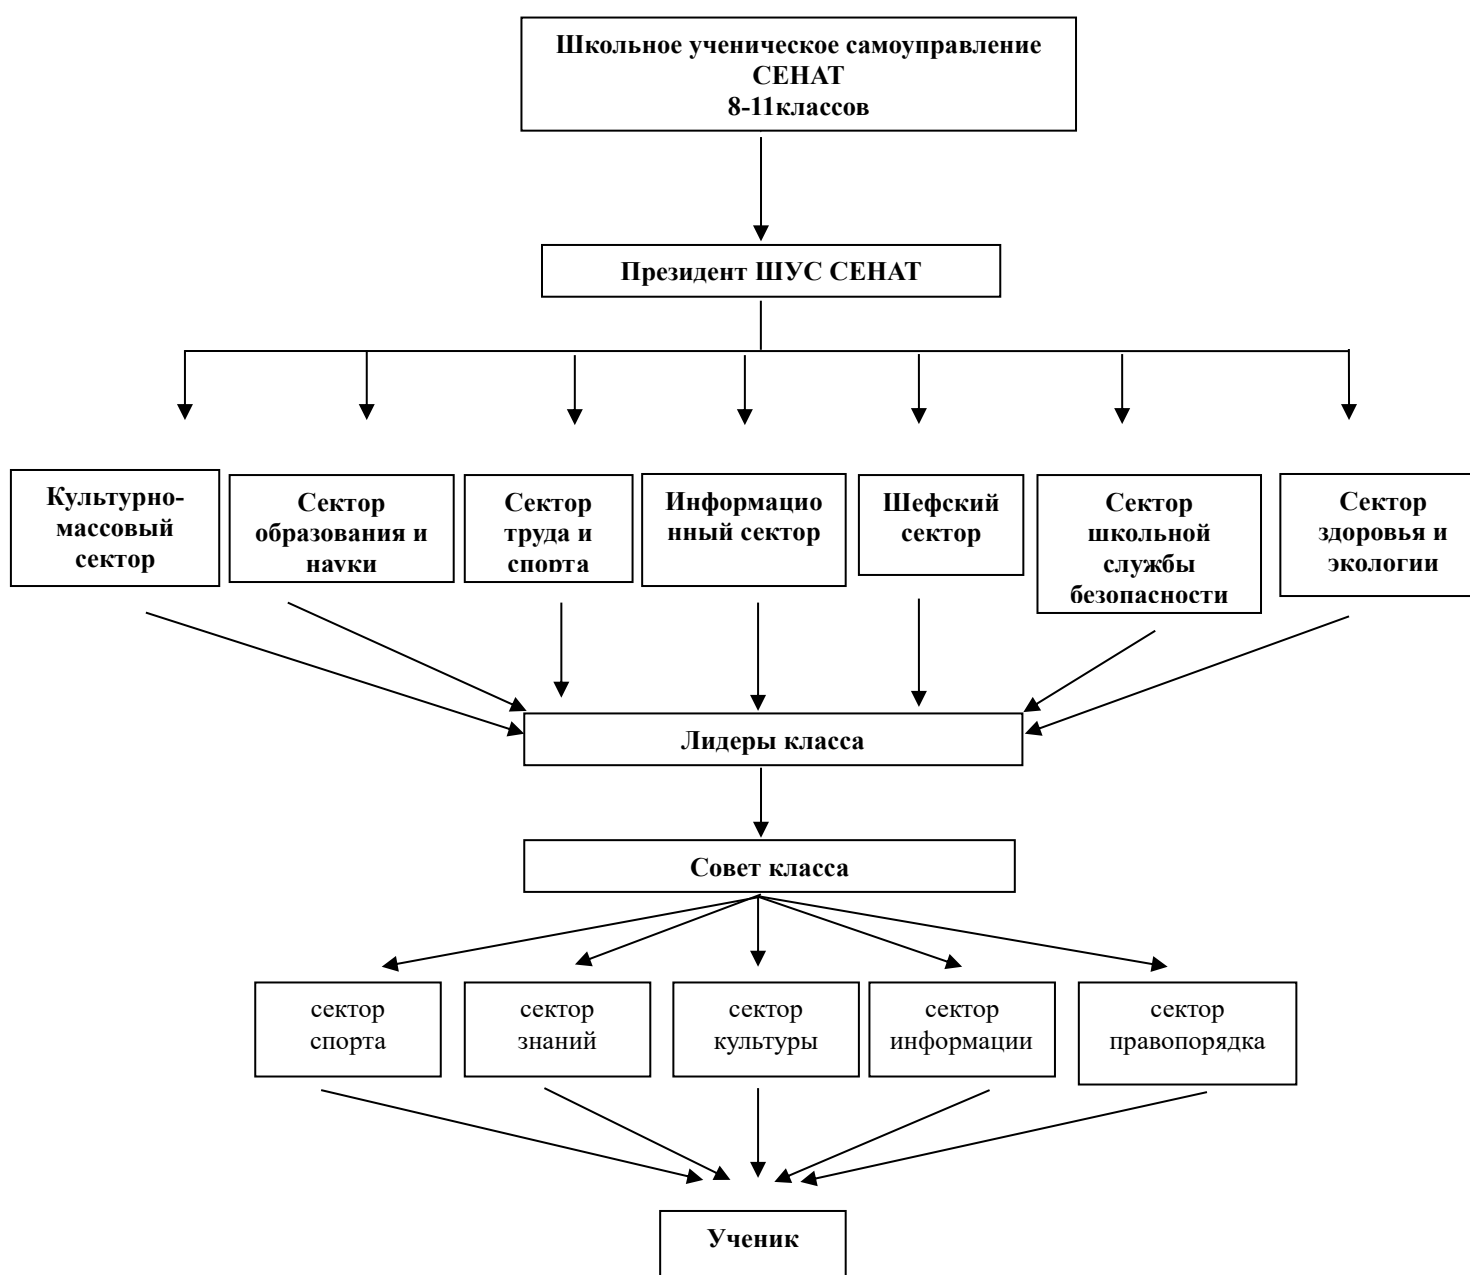 Школьное ученическое самоуправление
СЕНАТ
8-11классов
Президент ШУС СЕНАТ
Культурно-
массовый
сектор
Сектор
образования и
науки
Сектор
труда и
спорта
Информацио
нный сектор
Шефский
сектор
Сектор
школьной
службы
безопасности
Сектор
здоровья и
экологии
Лидеры класса
Совет класса
сектор
спорта
сектор
знаний
сектор
культуры
сектор
информации
сектор
правопорядка
Ученик